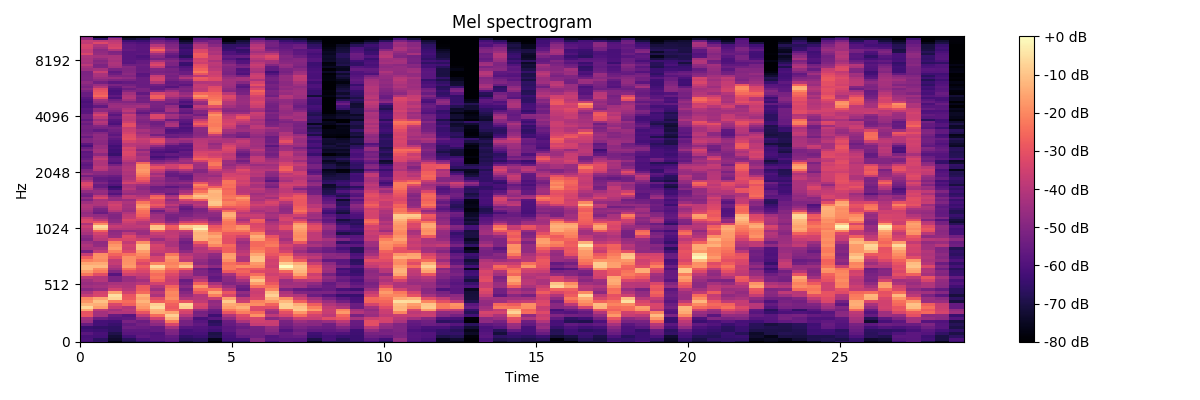 Mel spectrogram
Hz
8192
4096
2048
1024
512
0
0 5 10 15 20 25
Time
+0 dB
-10 dB
-20 dB
-30 dB
-40 dB
-50 dB
-60 dB
-70 dB
-80 dB